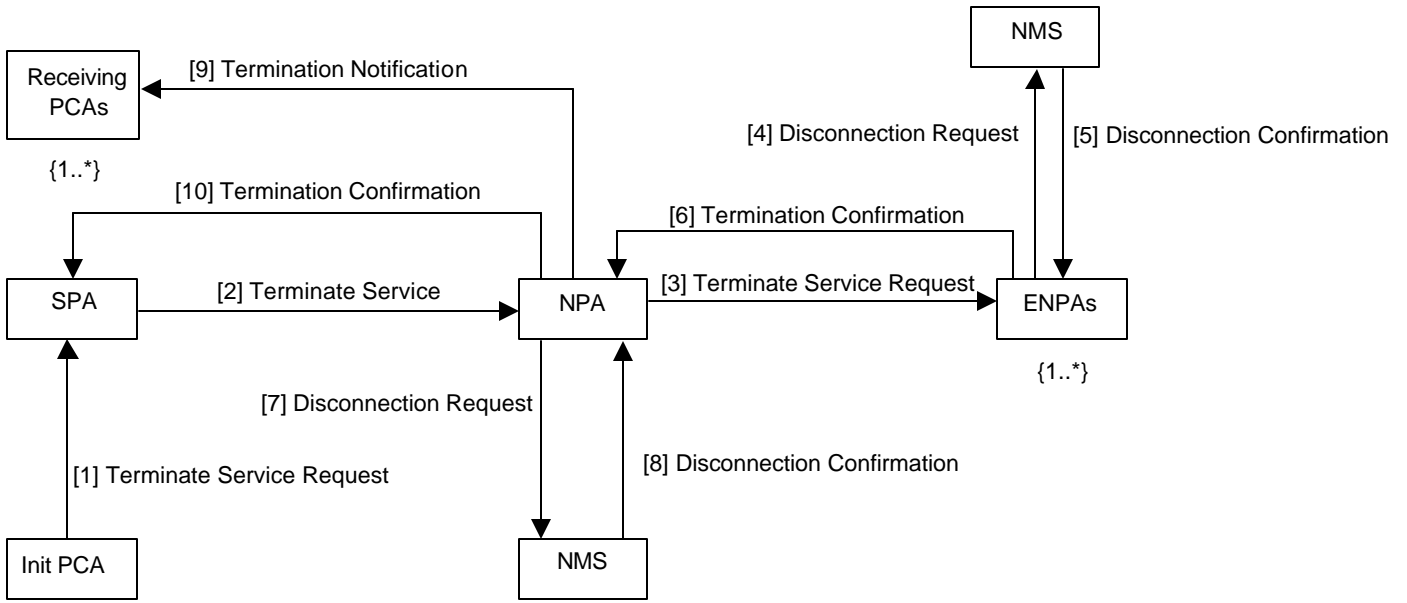 NMS
[9] Termination Notification
Receiving
PCAs
[4] Disconnection Request
[5] Disconnection Confirmation
{1..*}
[10] Termination Confirmation
[6] Termination Confirmation
SPA
[2] Terminate Service
NPA
[3] Terminate Service Request
ENPAs
{1..*}
[7] Disconnection Request
[8] Disconnection Confirmation
[1] Terminate Service Request
Init PCA
NMS